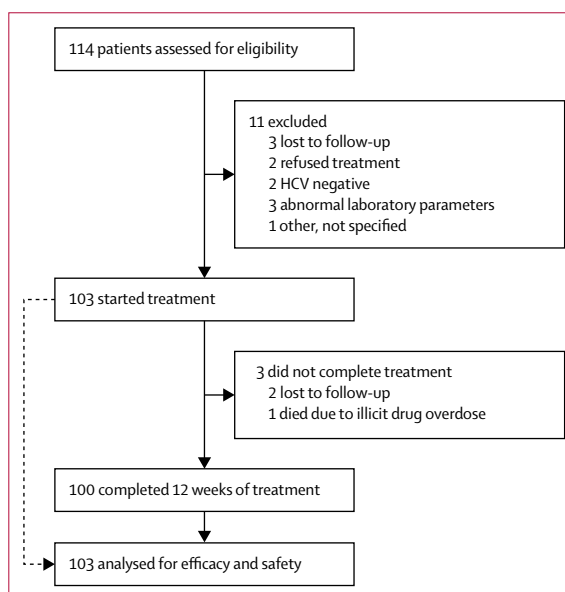 114 patients assessed for eligibility
11 excluded
3 lost to follow-up
2 refused treatment
2 HCV negative
3 abnormal laboratory parameters
1 other, not specified
103 started treatment
3 did not complete treatment
2 lost to follow-up
1 died due to illicit drug overdose
100 completed 12 weeks of treatment
103 analysed for efficacy and safety